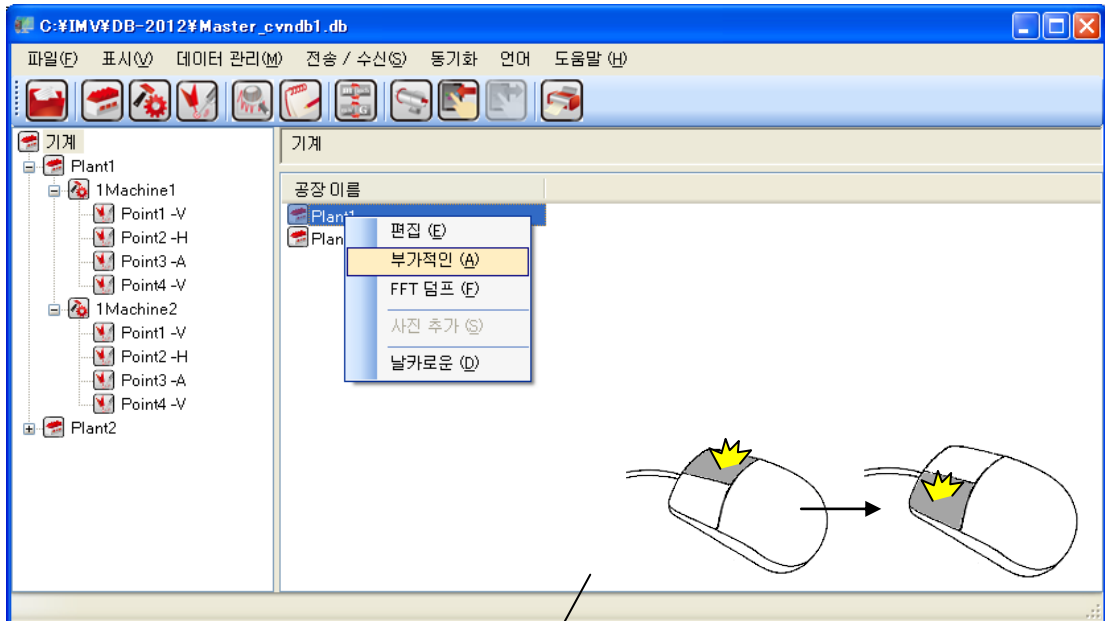 C:¥IMV¥DB-2012¥Master_cvndb1.db
파일(F) 표시(V) 데이터 관리(M) 전송 / 수신(S) 동기화 언어 도움말 (H)
기계
Plant1
1Machine1
Point1 -V
Point2 -H
Point3 -A
Point4 -V
1Machine2
Point1 -V
Point2 -H
Point3 -A
Point4 -V
Plant2
기계
공장 이름
Plant1
Plan
편집 (E)
부가적인 (A)
FFT 덤프 (F)
사진 추가 (S)
날카로운 (D)